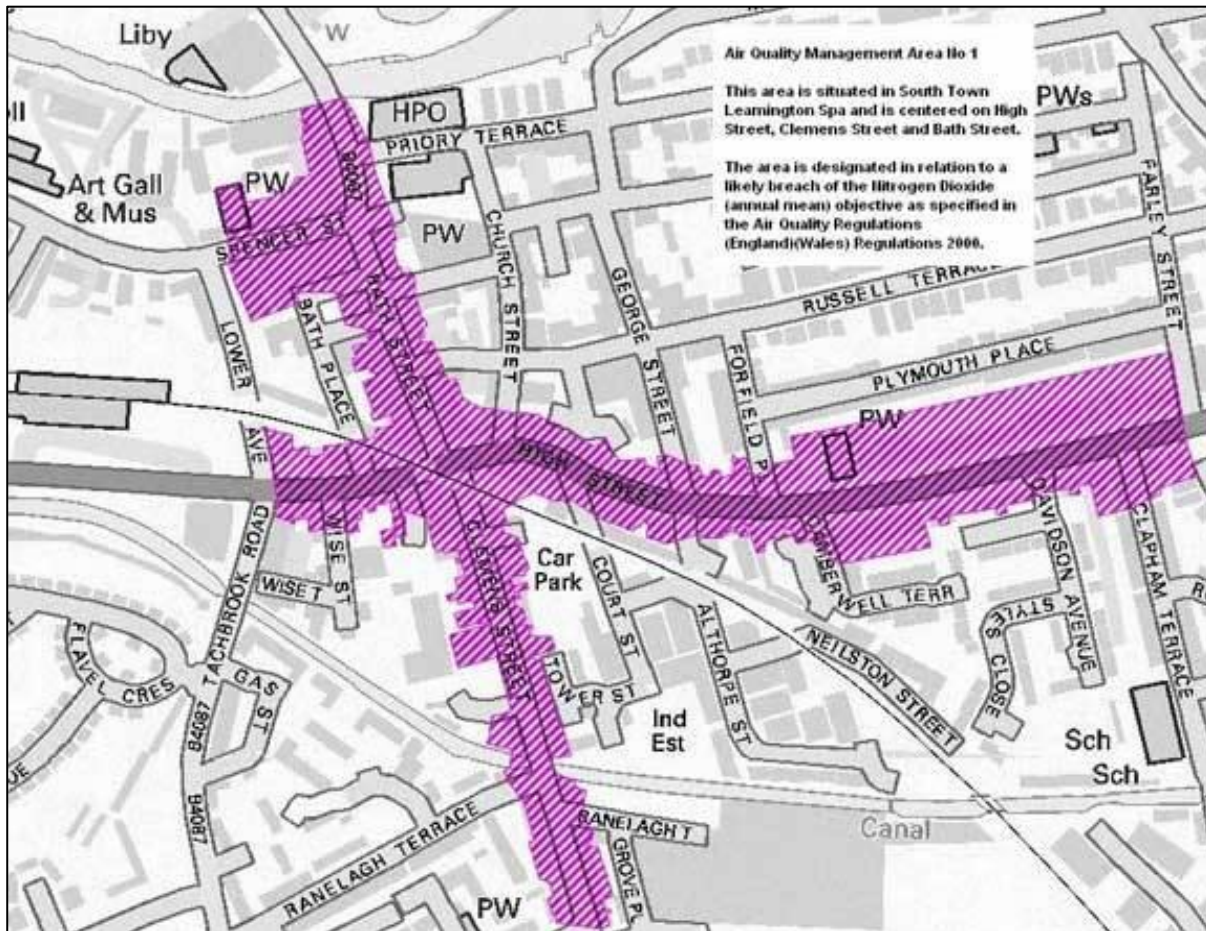 Liby
W
Air Quality Management Area No 1
This area is situated in South Town
Leamington Spa and is centered on High
Street, Clemens Street and Bath Street.
The area is designated in relation to a
likely breach of the Nitrogen Dioxide
(annual mean) objective as specified in
the Air Quality Regulations
(England)(Wales) Regulations 2000.
PWs
HPO
PRIORY TERRACE
ll
Art Gall
& Mus
PW
B4087
SPENCER ST
PW
CHURCH STREET
FARLEY STREET
GEORGE STREET
RUSSELL TERRACE
BATH STREET
BATH PLACE
LOWER
AVE
FORFIELD P
PLYMOUTH PLACE
PW
HIGH STREET
WISE ST
WISE T
CLEMENS STREET
Car
Park
COURT ST
CAMBERWELL TERR
DAVIDSON AVENUE
CLAPHAM TERRACE
STYLES CLOSE
ALTHORPE ST
NEILSTON STREET
TACHBROOK ROAD
B4087
FLAVEL CRES
GAS ST
TOWER ST
Ind
Est
Sch
Sch
B4087
RANELAGH TERRACE
RANELAGH T
GROVE PL
Canal
PW